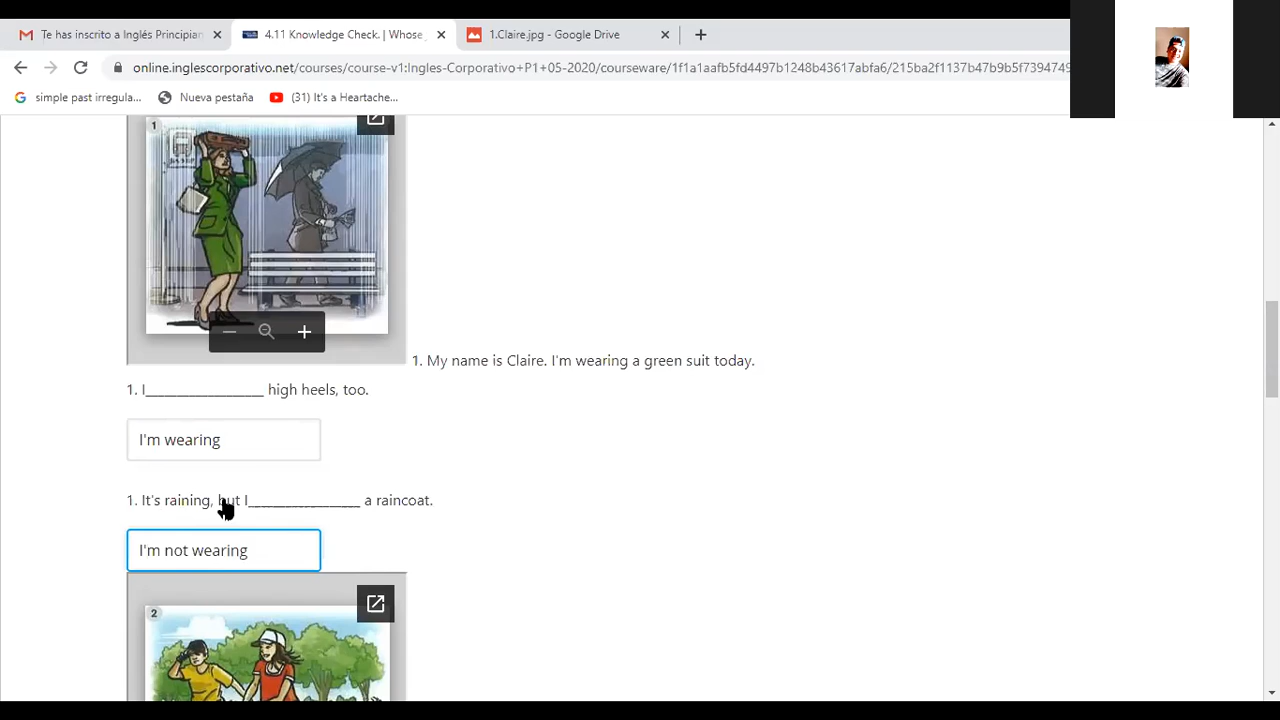 Te has inscrito a Inglés Principian
4.11 Knowledge Check. | Whose
1.Claire.jpg - Google Drive
online.inglescorporativo.net/courses/course-v1:Ingles-Corporativo+P1+05-2020/courseware/1f1a1aafb5fd4497b1248b43617abfa6/215ba2f1137b47b9b5f7394749
simple past irregula...
Nueva pestaña
(31) It's a Heartache...
1
1. My name is Claire. I'm wearing a green suit today.
1. I__________________ high heels, too.
I'm wearing
1. It's raining, but I_________________ a raincoat.
I'm not wearing
2